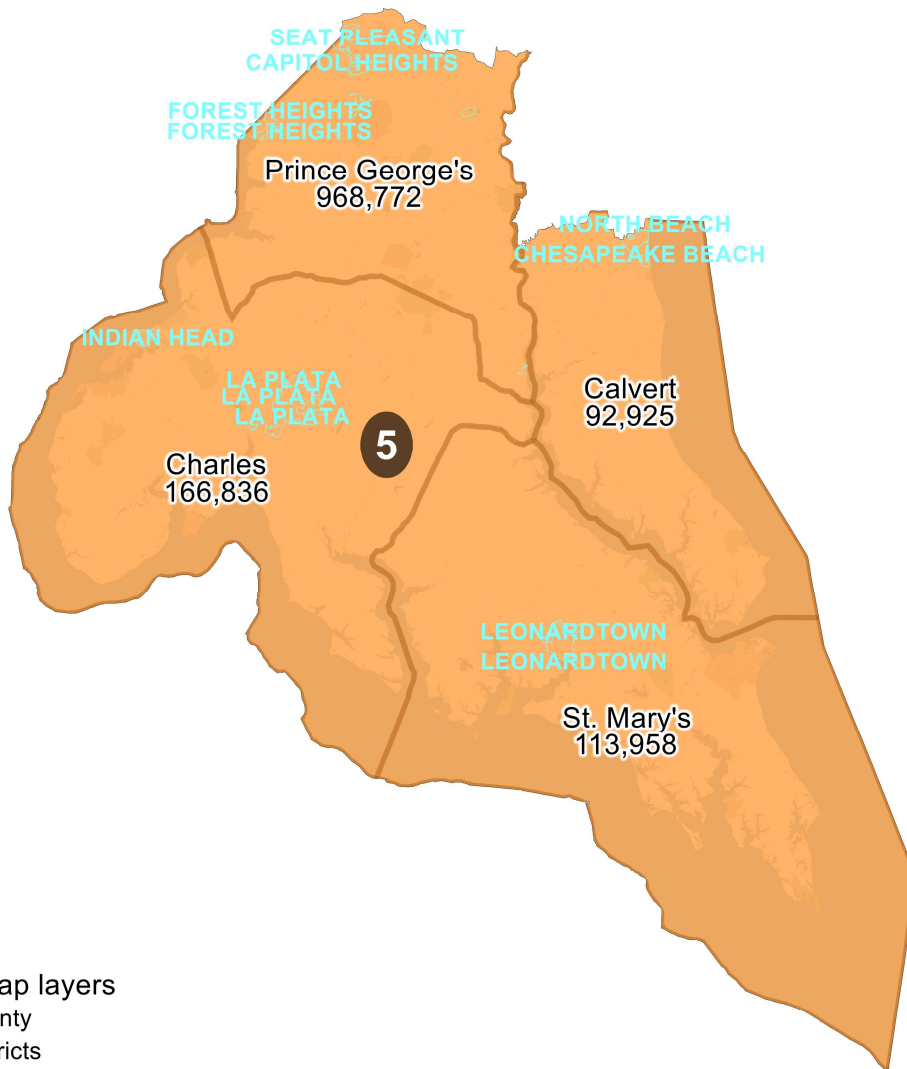 SEAT PLEASANT
CAPITOL HEIGHTS
FOREST HEIGHTS
FOREST HEIGHTS
Prince George's
968,772
NORTH BEACH
CHESAPEAKE BEACH
INDIAN HEAD
LA PLATA
LA PLATA
LA PLATA
Calvert
92,925
5
Charles
166,836
LEONARDTOWN
LEONARDTOWN
St. Mary's
113,958
ap layers
nty
ricts